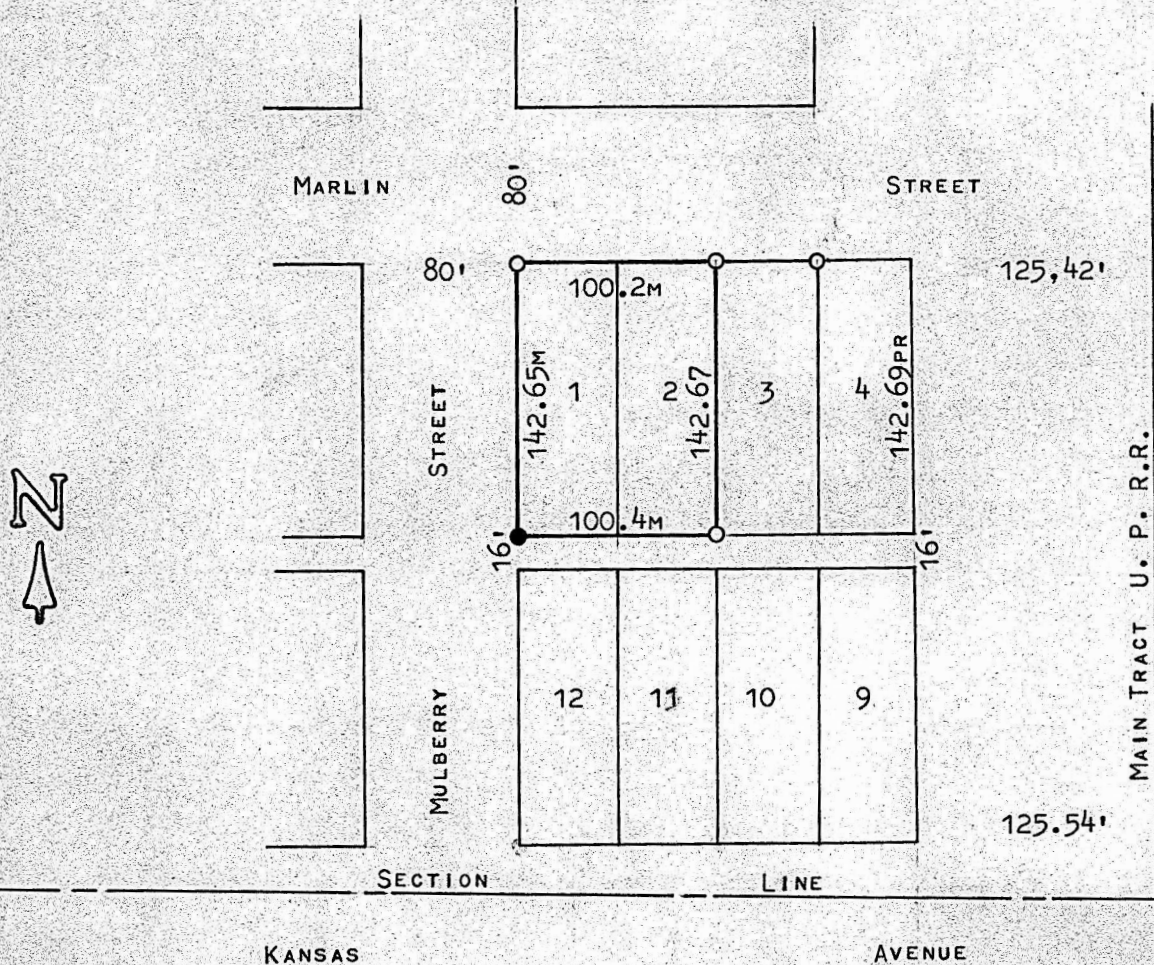 MARLIN STREET
80'
80'
125,42'
100.2M
142.65M
1
2
142.67
3
4
142.69PR
STREET
N
100.4M
16'
16'
MAIN TRACT U. P. R.R.
12
11
10
9
MULBERRY
125.54'
SECTION LINE
KANSAS AVENUE